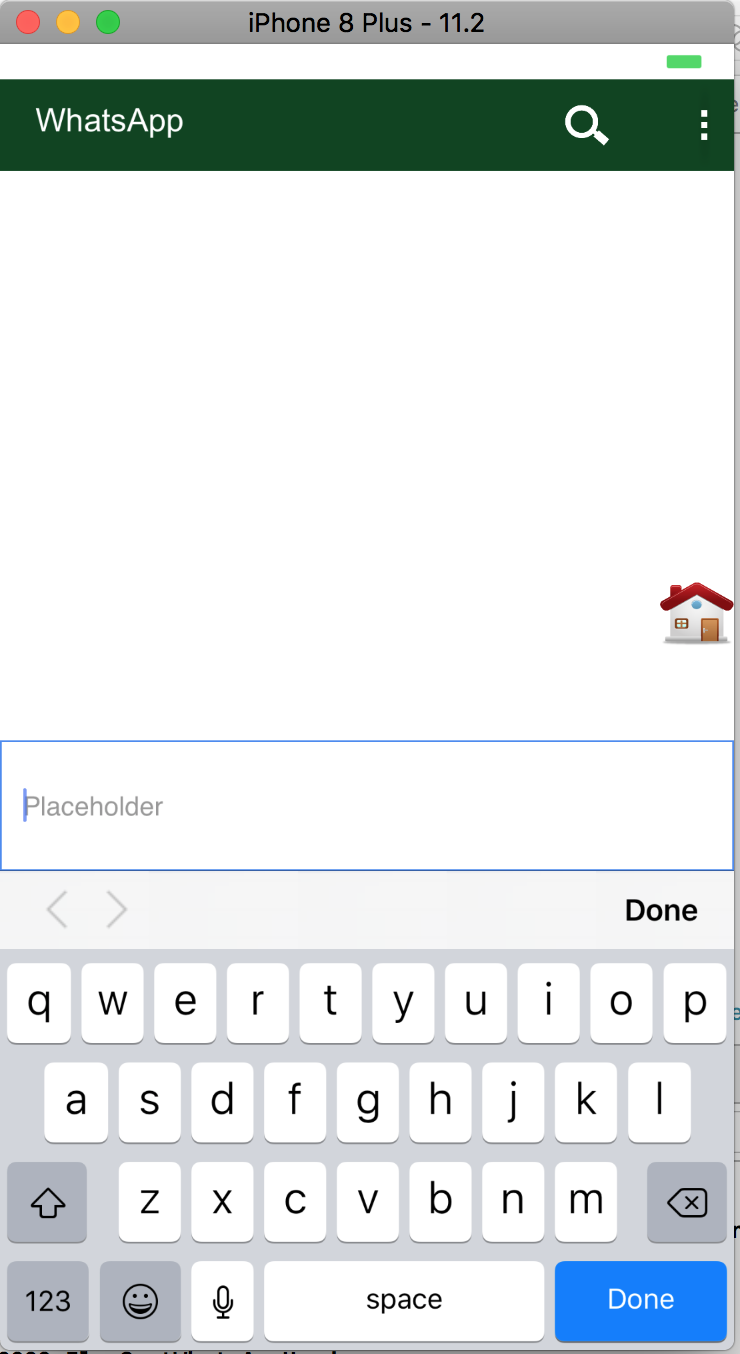 iPhone 8 Plus - 11.2
WhatsApp
Placeholder
Done
q w e r t y u i o p
a s d f g h j k l
z x c v b n m
123 space Done